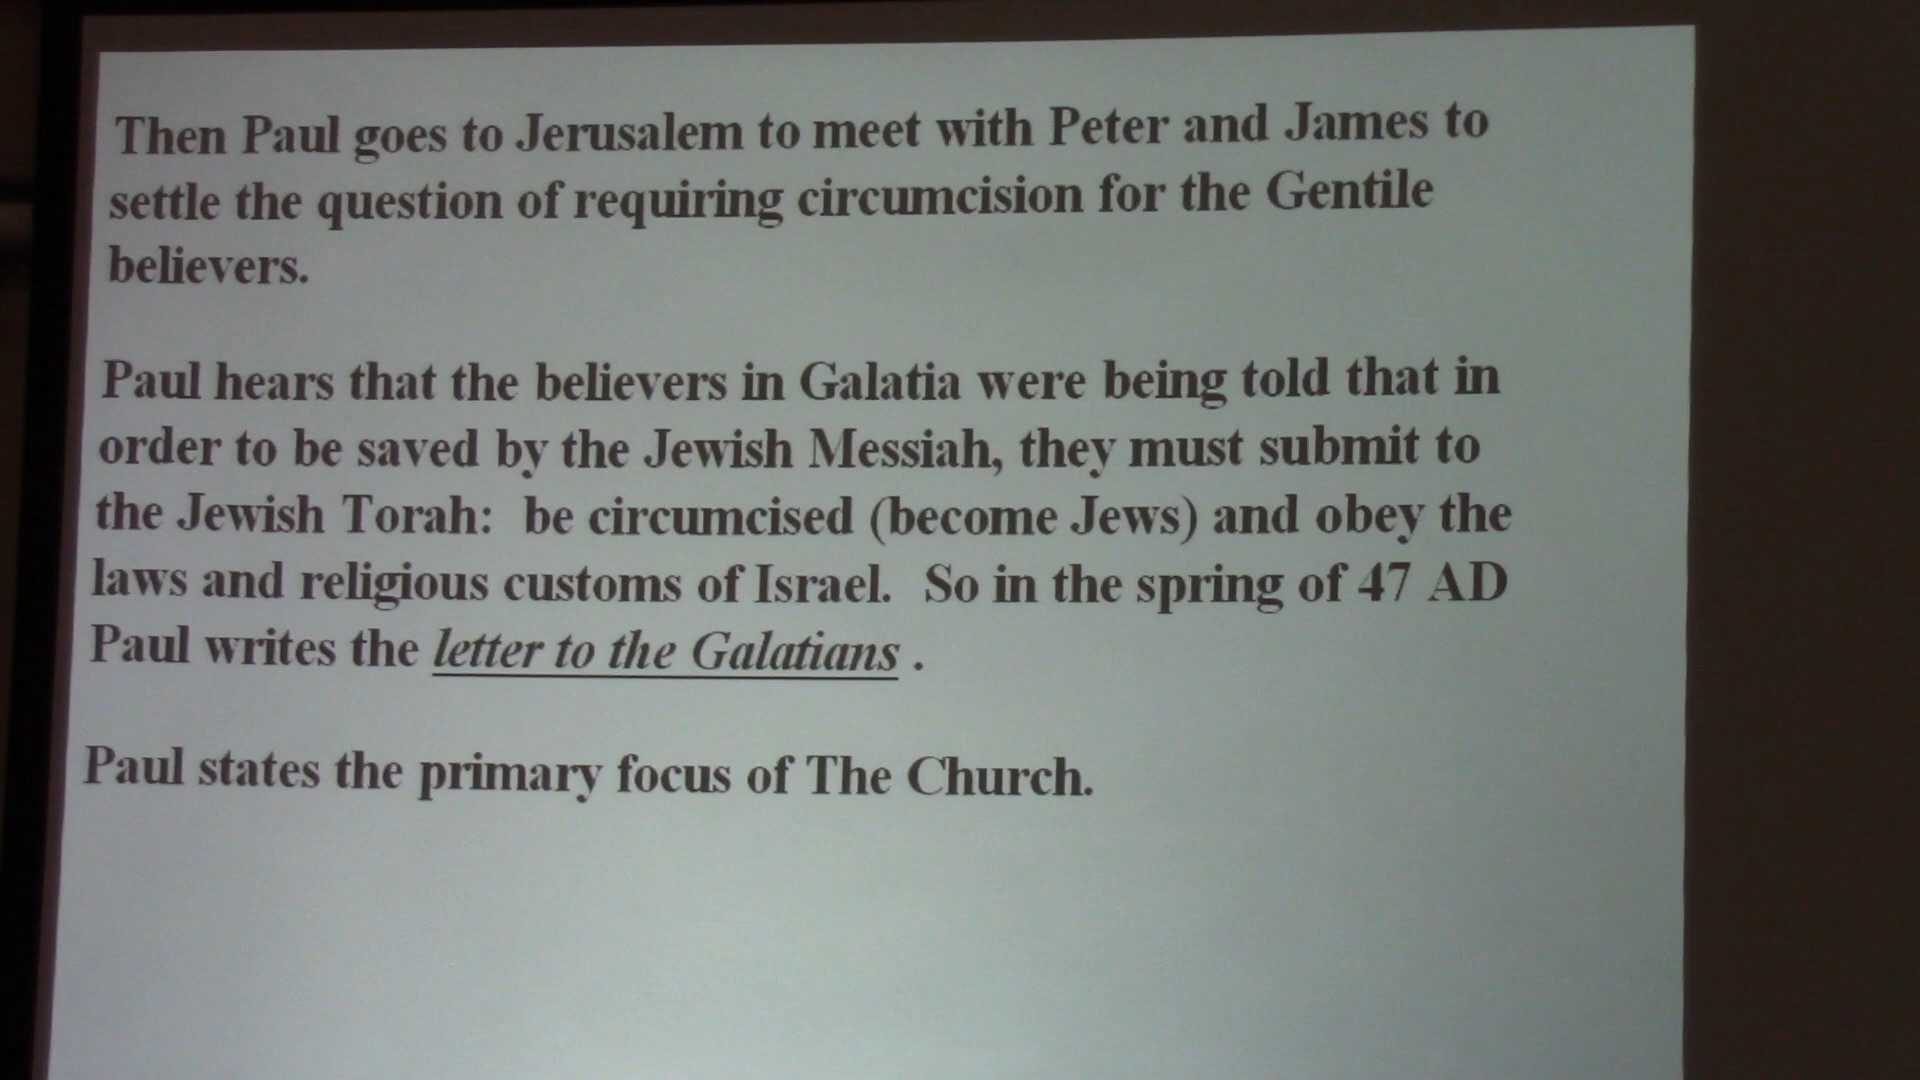 Then Paul goes to Jerusalem to meet with Peter and James to
settle the question of requiring circumcision for the Gentile
believers.
Paul hears that the believers in Galatia were being told that in
order to be saved by the Jewish Messiah, they must submit to
the Jewish Torah:  be circumcised (become Jews) and obey the
laws and religious customs of Israel.  So in the spring of 47 AD
Paul writes the letter to the Galatians .
Paul states the primary focus of The Church.